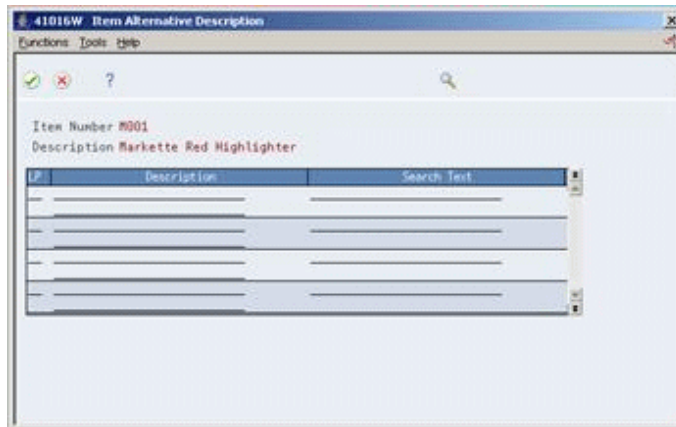 41016W Item Alternative Description
Functions Tools Help
?
Item Number M001
Description Markette Red Highlighter
LP Description Search Text